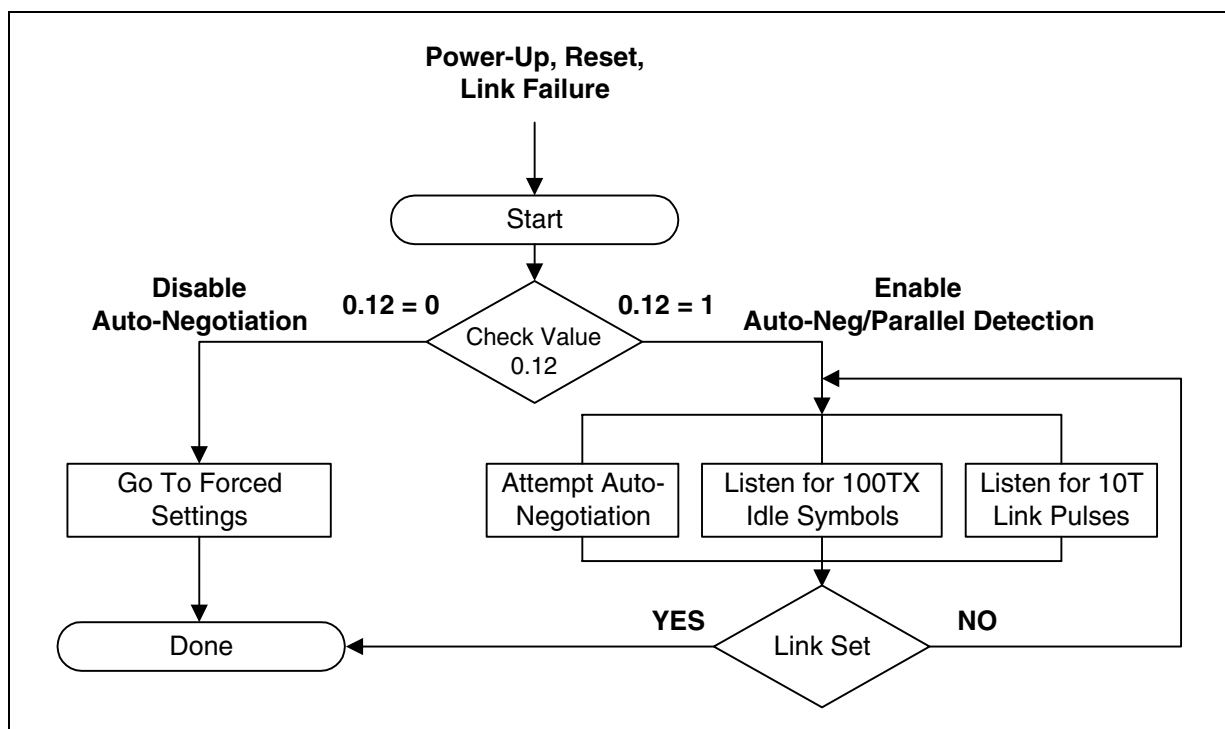 Power-Up, Reset,
Link Failure
Start
Disable
Auto-Negotiation
0.12 = 0
0.12 = 1
Enable
Auto-Neg/Parallel Detection
Check Value
0.12
Go To Forced
Settings
Attempt Auto-
Negotiation
Listen for 100TX
Idle Symbols
Listen for 10T
Link Pulses
Done
YES
Link Set
NO